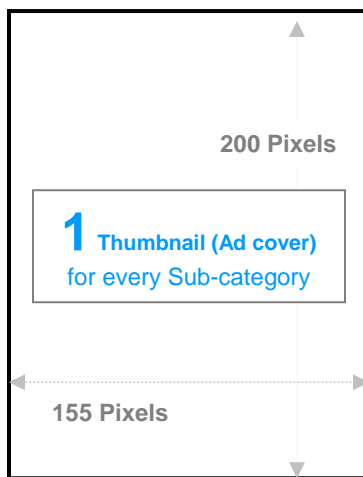 200 Pixels
1 Thumbnail (Ad cover)
for every Sub-category
155 Pixels